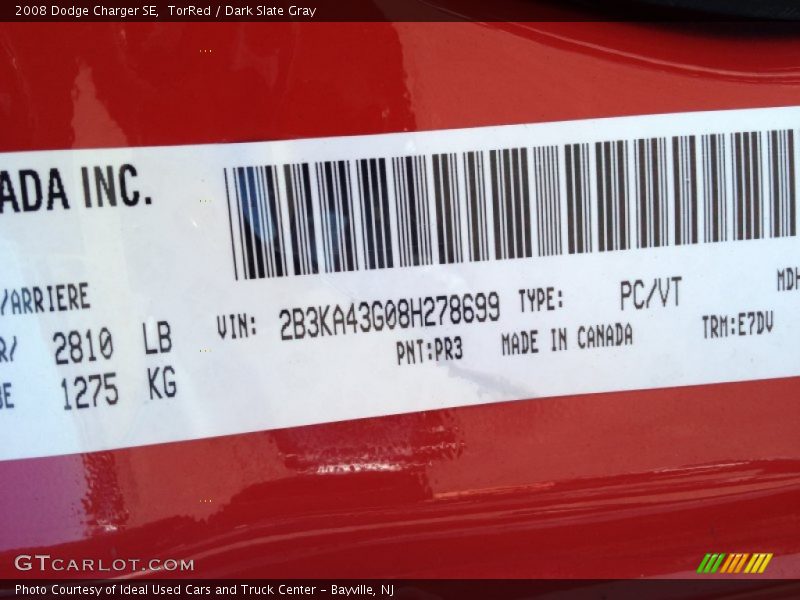 2008 Dodge Charger SE,  TorRed / Dark Slate Gray
ADA INC.
/ARRIERE
R/ 2810 LB
VIN: 2B3KA43G08H278699 TYPE: PC/VT MDH
1275 KG
PNT:PR3 MADE IN CANADA TRM:E7DV
GTCARLOT.COM
Photo Courtesy of Ideal Used Cars and Truck Center – Bayville, NJ